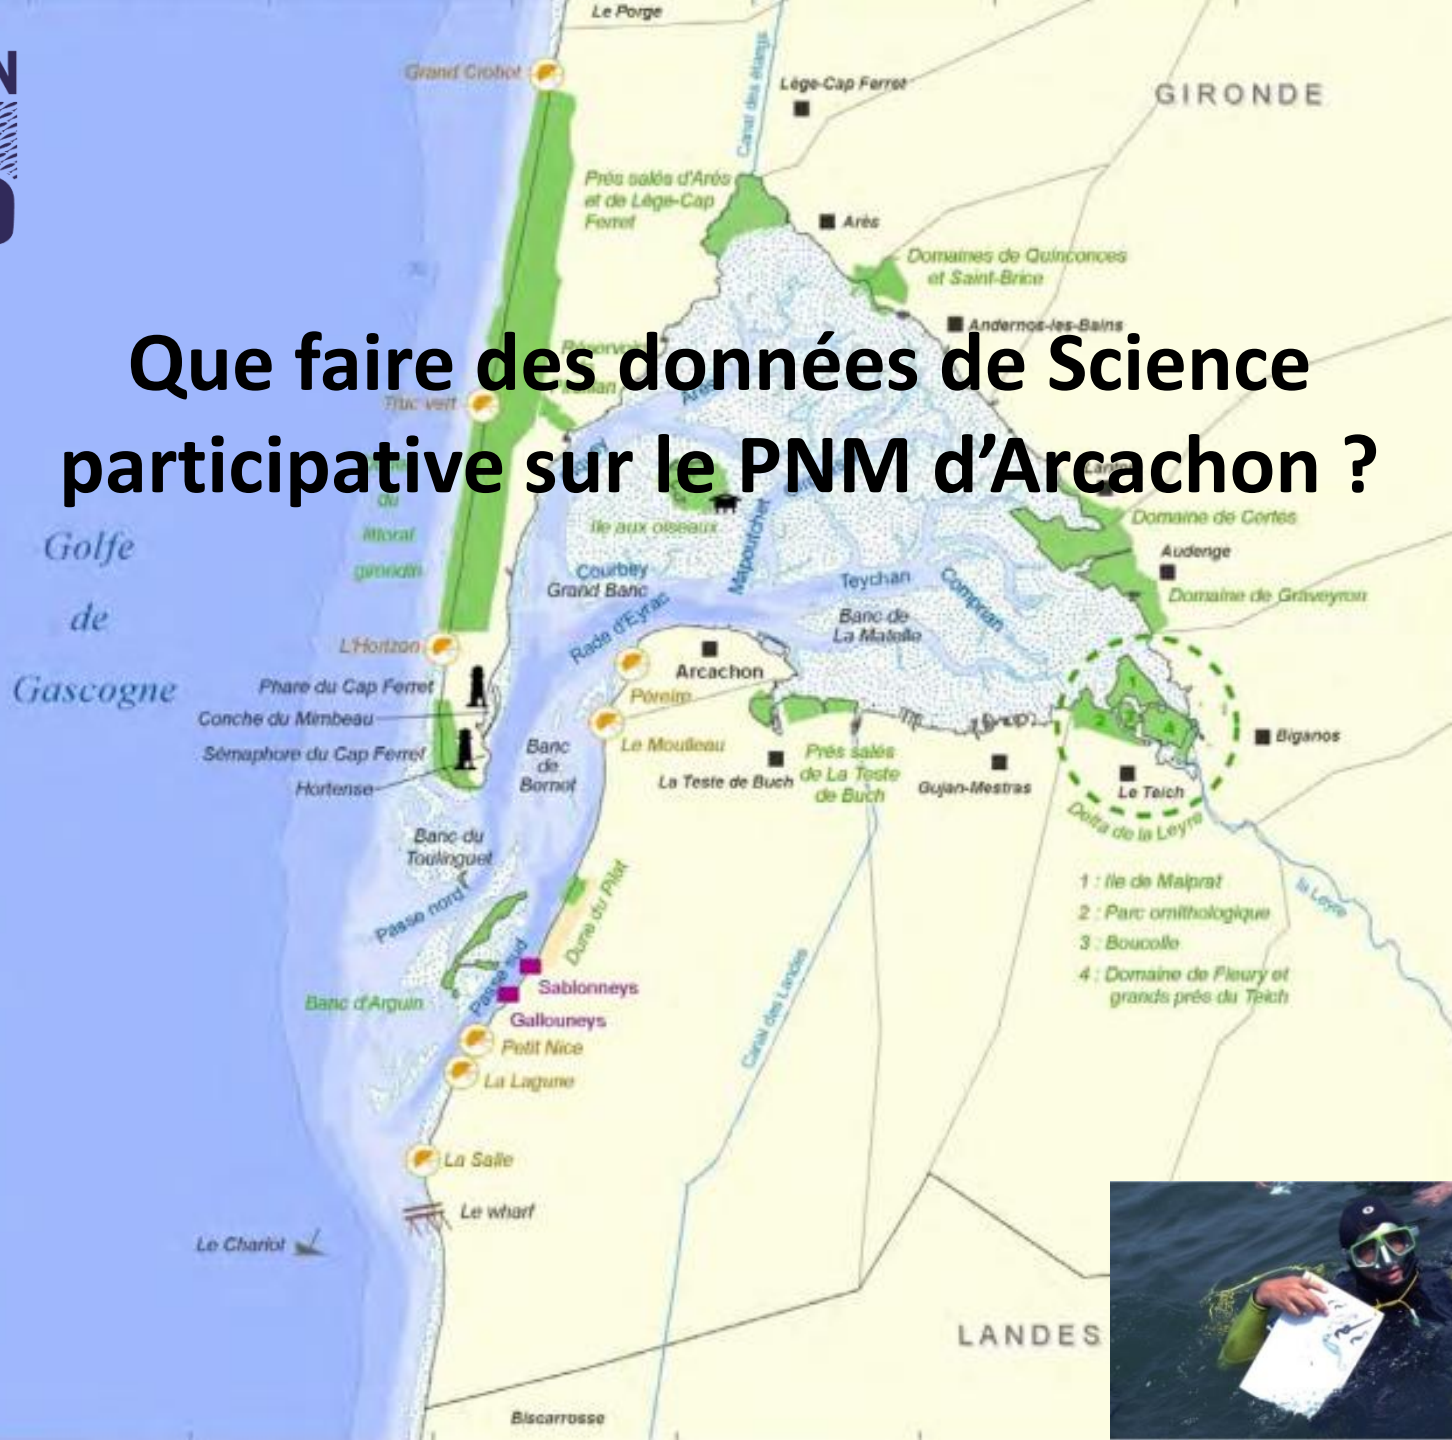 Le Porge
N
Grand Crohot
Canal des étangs
Lège-Cap Ferret
GIRONDE
Prés salés d'Arès
et de Lège-Cap
Ferret
Arès
Domaines de Quinconces
et Saint-Brice
Andernos-les-Bains
Que faire des données de Science
Truc vert
participative sur le PNM d'Arcachon ?
du
littoral
girondin
Ile aux oiseaux
Mapoutchet
Domaine de Certes
Audenge
Golfe
de
Gascogne
Courbey
Grand Banc
Teychan
Comprian
Domaine de Graveyron
Rade d'Eyrac
Banc de
La Matelle
L'Horizon
Arcachon
Phare du Cap Ferret
Péreire
1
2
4
Conche du Mimbeau
Sémaphore du Cap Ferret
Hortense
Banc
de
Bernet
Le Moulleau
Biganos
La Teste de Buch
Prés salés
de La Teste
de Buch
Gujan-Mestras
Le Teich
Delta de la Leyre
Banc du
Toulinguet
Passe nord
Dune du Pilat
1 : Ile de Malprat
2 : Parc ornithologique
3 : Boucolle
4 : Domaine de Fleury et
grands prés du Teich
la Leyre
Passe sud
Sablonneys
Banc d'Arguin
Gallouneys
Canal des Landes
Petit Nice
La Lagune
La Salie
Le wharf
Le Chariot
LANDES
Biscarrosse